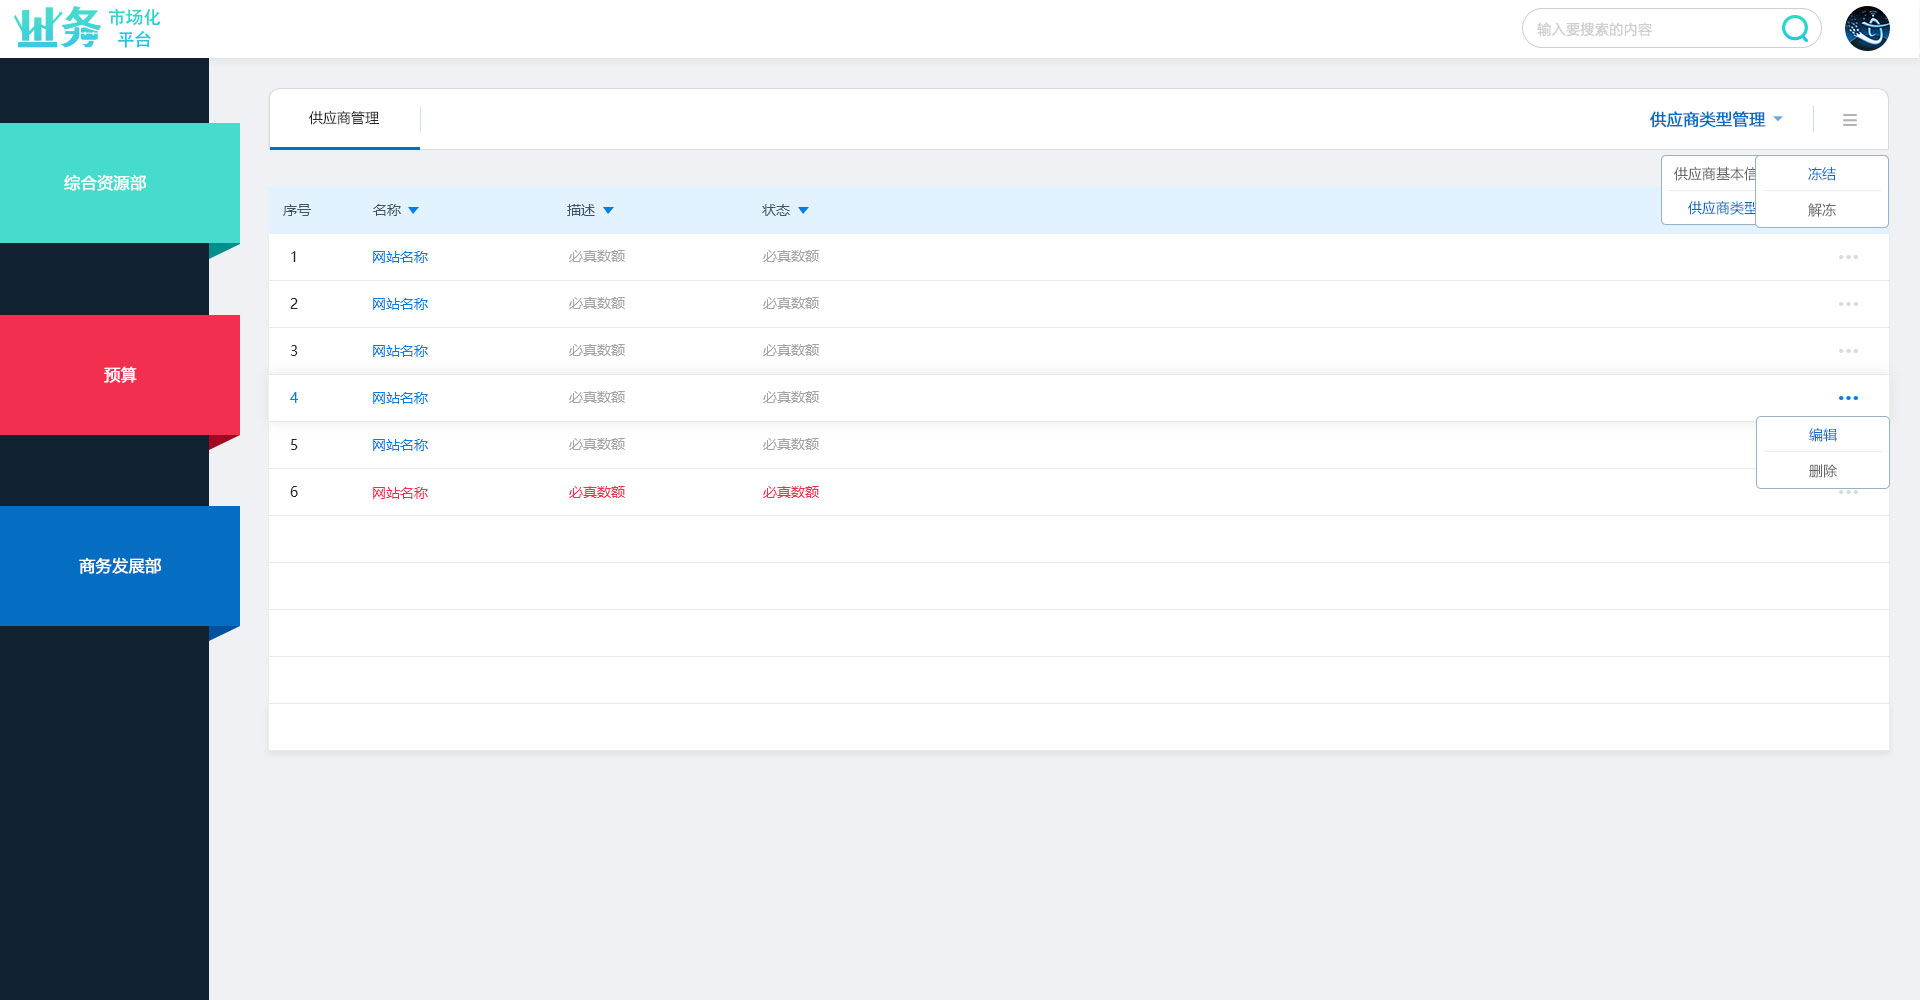 业务 市场化
平台
输入要搜索的内容
供应商管理
供应商类型管理
供应商基本信
供应商类型
冻结
解冻
综合资源部
预算
商务发展部
序号 名称 描述 状态
1 网站名称 必真数额 必真数额
2 网站名称 必真数额 必真数额
3 网站名称 必真数额 必真数额
4 网站名称 必真数额 必真数额
5 网站名称 必真数额 必真数额
6 网站名称 必真数额 必真数额
编辑
删除